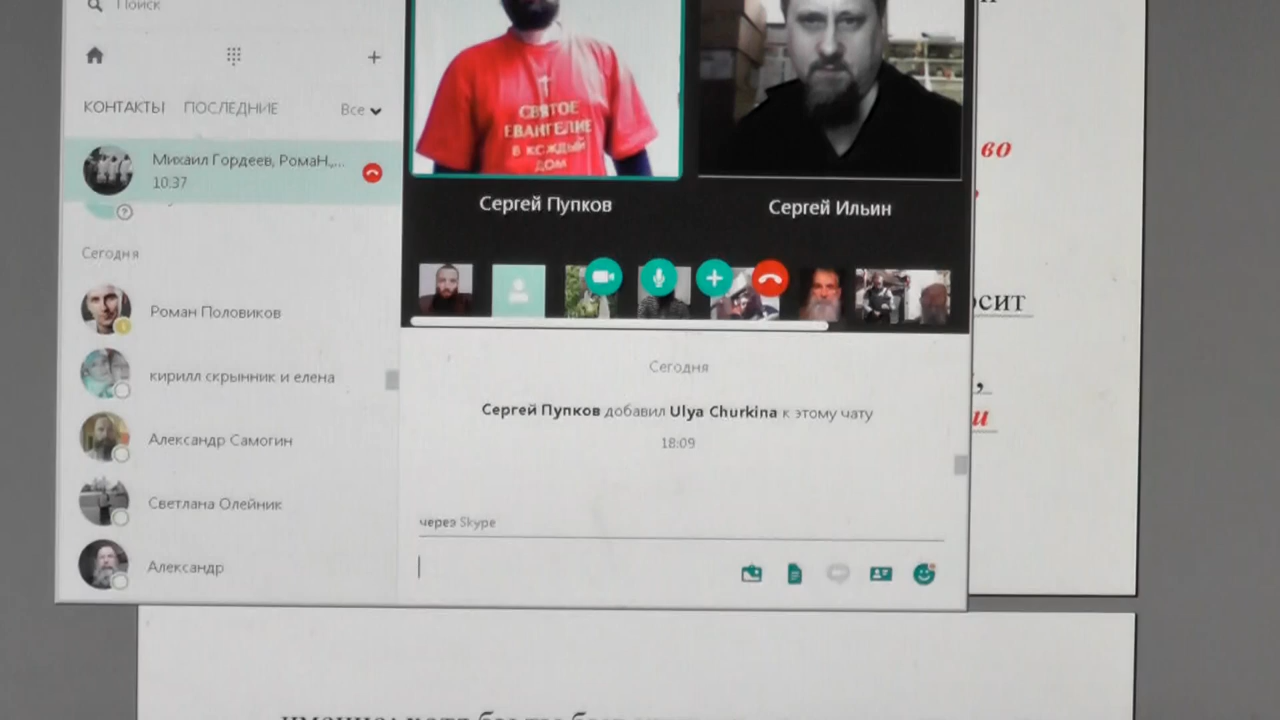 Поиск
КОНТАКТЫ ПОСЛЕДНИЕ Все
Михаил Гордеев, РомаН,...
10:37
Сегодня
Роман Половиков
кирилл скрынник и елена
Александр Самогин
Светлана Олейник
Александр
СВЯТОЕ
ЕВАНГЕЛИЕ
В КАЖДЫЙ
ДОМ
Сергей Пупков
Сергей Ильин
Сегодня
Сергей Пупков добавил Ulya Churkina к этому чату
18:09
через Skype
во